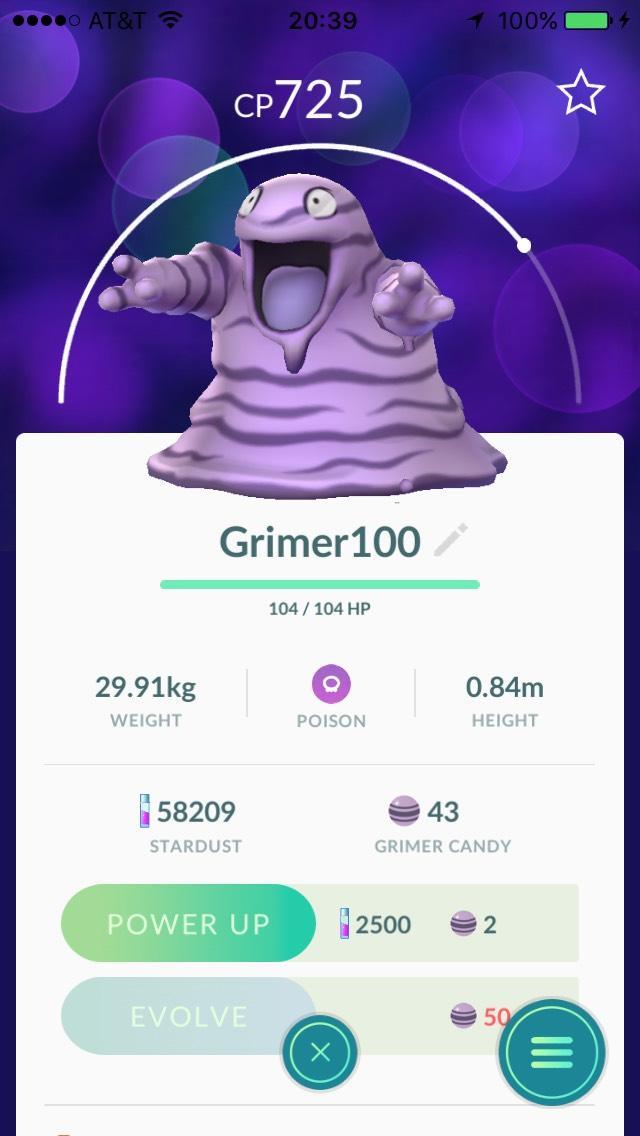 AT&T 20:39 100%
CP725
Grimer100
104 / 104 HP
29.91kg 0.84m
WEIGHT POISON HEIGHT
58209 43
STARDUST GRIMER CANDY
POWER UP 2500 2
EVOLVE 50